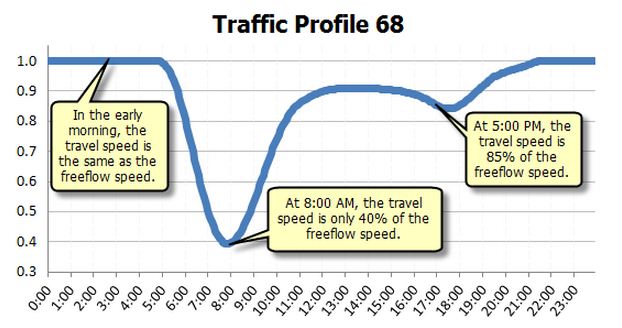 Traffic Profile 68
1.0
0.9
0.8
0.7
0.6
0.5
0.4
0.3
In the early
morning, the
travel speed is
the same as the
freeflow speed.
At 8:00 AM, the travel
speed is only 40% of the
freeflow speed.
At 5:00 PM, the
travel speed is
85% of the
freeflow speed.
0:00
1:00
2:00
3:00
4:00
5:00
6:00
7:00
8:00
9:00
10:00
11:00
12:00
13:00
14:00
15:00
16:00
17:00
18:00
19:00
20:00
21:00
22:00
23:00